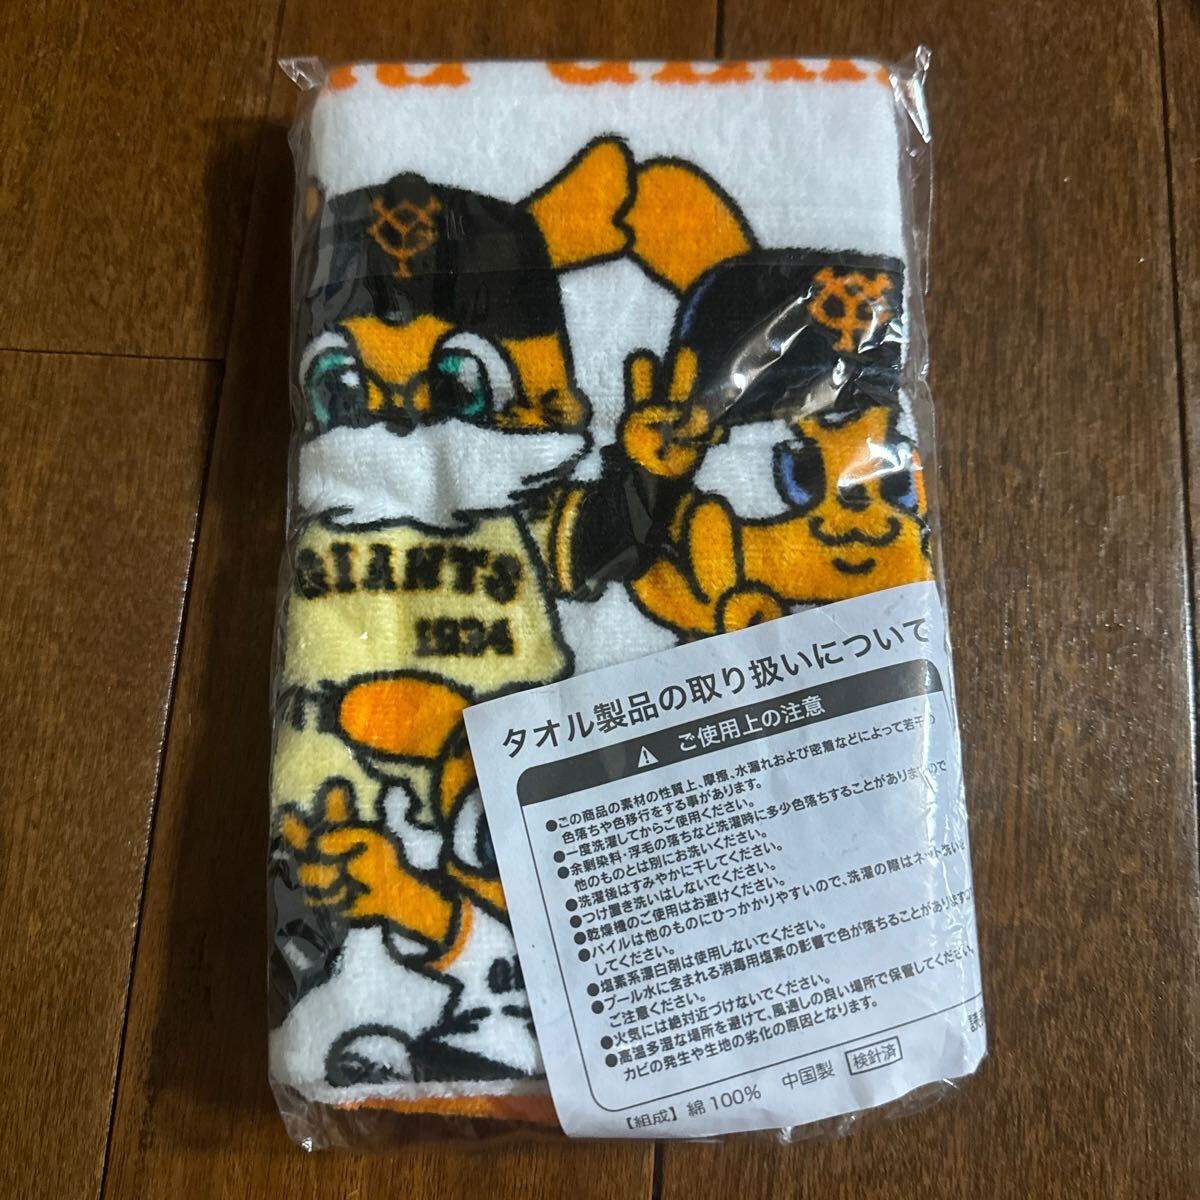 GIANTS
タオル製品の取り扱いについて
ご使用上の注意
●この商品の素材の性質上、摩擦、水濡れおよび密着などによって若干の
色落ちや色移行をする事があります。
●一度洗濯してからご使用ください。
●余剰染料・浮毛の落ちなど洗濯時に多少色落ちすることがありますので
他のものとは別にお洗いください。
●洗濯後はすみやかに干してください。
●つけ置き洗いはしないでください。
●乾燥機のご使用はお避けください。
●パイルは他のものにひっかかりやすいので、洗濯の際はネット洗いを
してください。
●塩素系漂白剤は使用しないでください。
●プール水に含まれる消毒用塩素の影響で色が落ちることがありますので
ご注意ください。
●火気には絶対近づけないでください。
●高温多湿な場所を避けて、風通しの良い場所で保管してください。
カビの発生や生地の劣化の原因となります。
【組成】綿100% 中国製 検針済